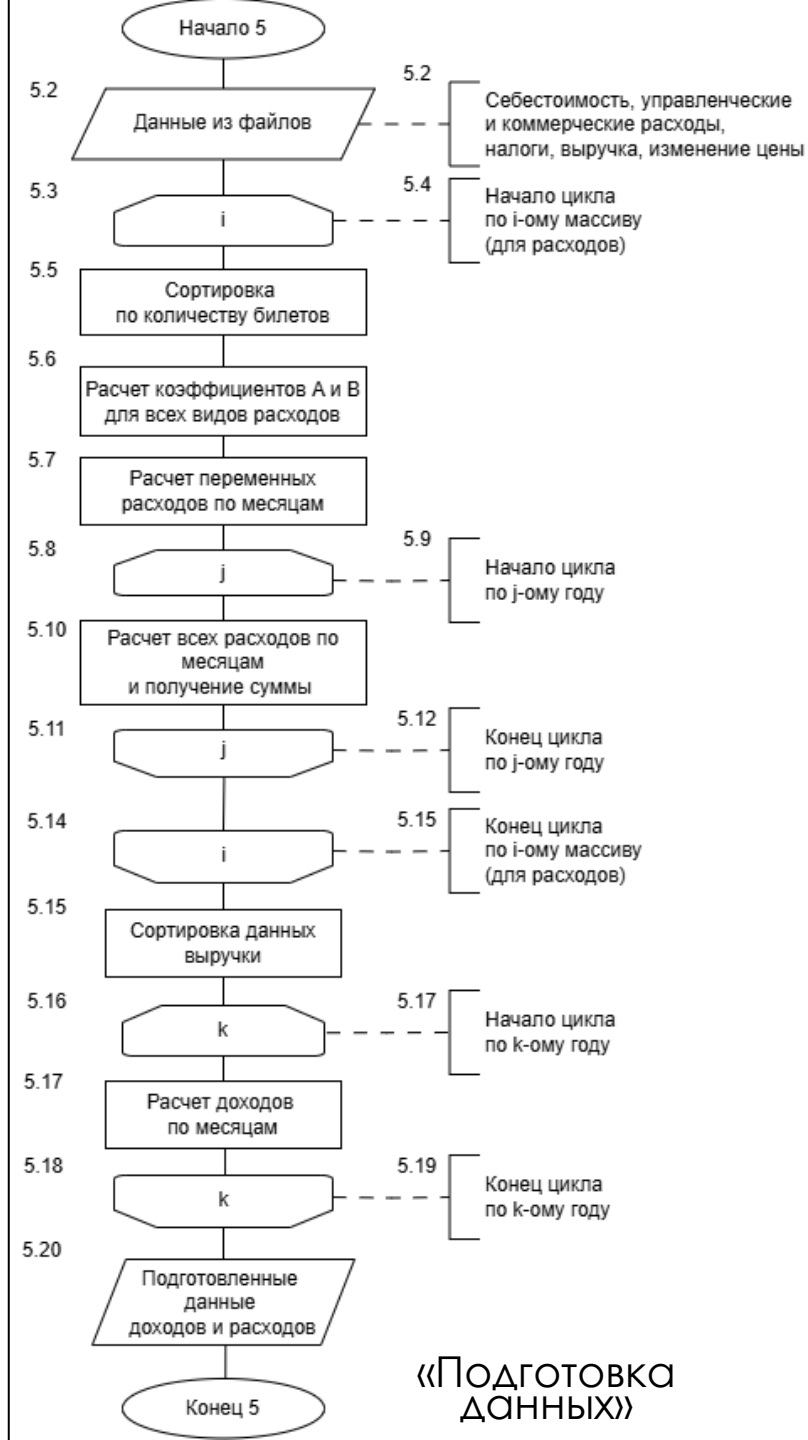 Начало 5
5.2
Данные из файлов
5.2
Себестоимость, управленческие
и коммерческие расходы,
налоги, выручка, изменение цены
5.3
i
5.4
Начало цикла
по i-ому массиву
(для расходов)
5.5
Сортировка
по количеству билетов
5.6
Расчет коэффициентов А и В
для всех видов расходов
5.7
Расчет переменных
расходов по месяцам
5.8
j
5.9
Начало цикла
по j-ому году
5.10
Расчет всех расходов по
месяцам
и получение суммы
5.11
j
5.12
Конец цикла
по j-ому году
5.14
i
5.15
Конец цикла
по i-ому массиву
(для расходов)
5.15
Сортировка данных
выручки
5.16
k
5.17
Начало цикла
по k-ому году
5.17
Расчет доходов
по месяцам
5.18
k
5.19
Конец цикла
по k-ому году
5.20
Подготовленные
данные
доходов и расходов
Конец 5
«Подготовка
данных»